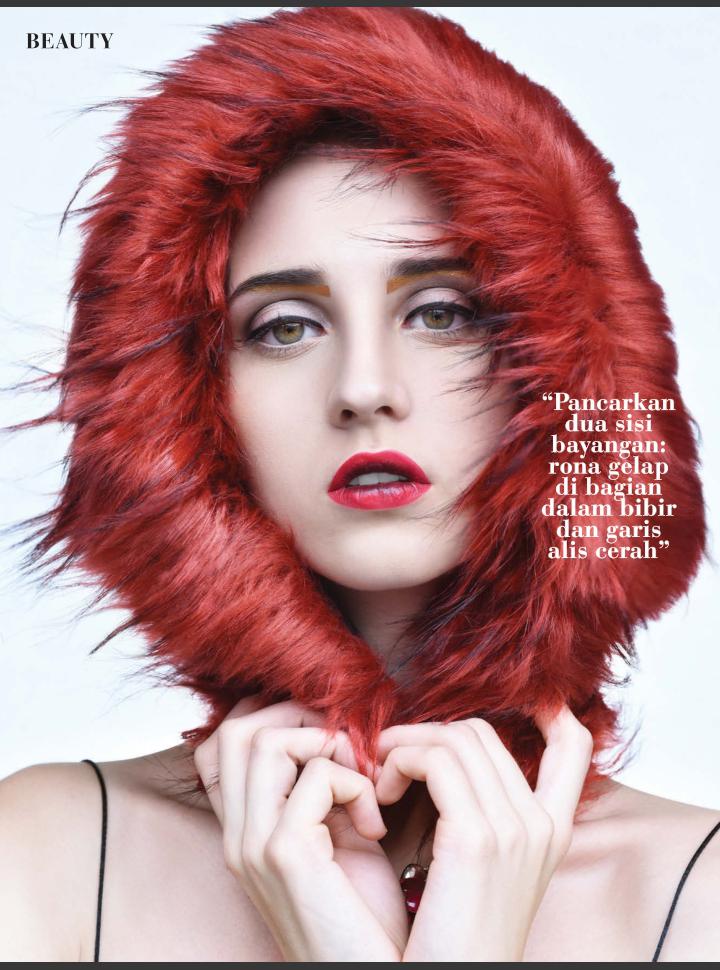 BEAUTY
“Pancarkan
dua sisi
bayangan:
rona gelap
di bagian
dalam bibir
dan garis
alis cerah”